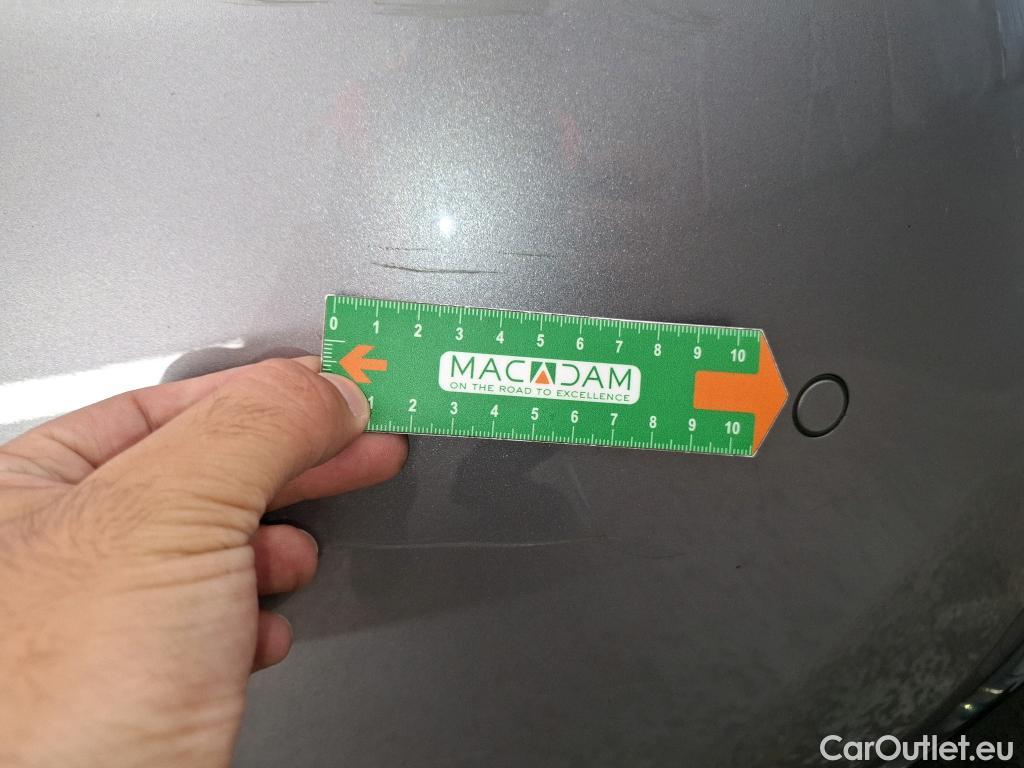 0 1 2 3 4 5 6 7 8 9 10
MACADAM
ON THE ROAD TO EXCELLENCE
1 2 3 4 5 6 7 8 9 10
CarOutlet.eu